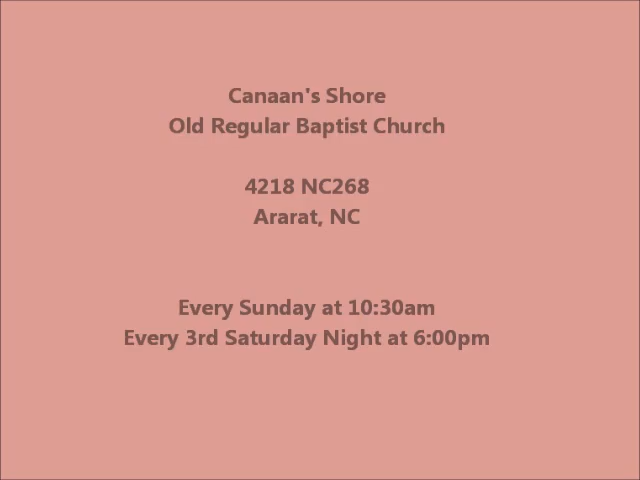 Canaan's Shore
Old Regular Baptist Church
4218 NC268
Ararat, NC
Every Sunday at 10:30am
Every 3rd Saturday Night at 6:00pm